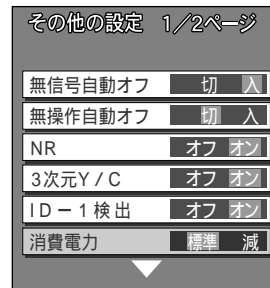 その他の設定 1／2ページ
無信号自動オフ 切 入
無操作自動オフ 切 入
NR オフ オン
3次元Y／C オフ オン
ID－1検出 オフ オン
消費電力 標準 減